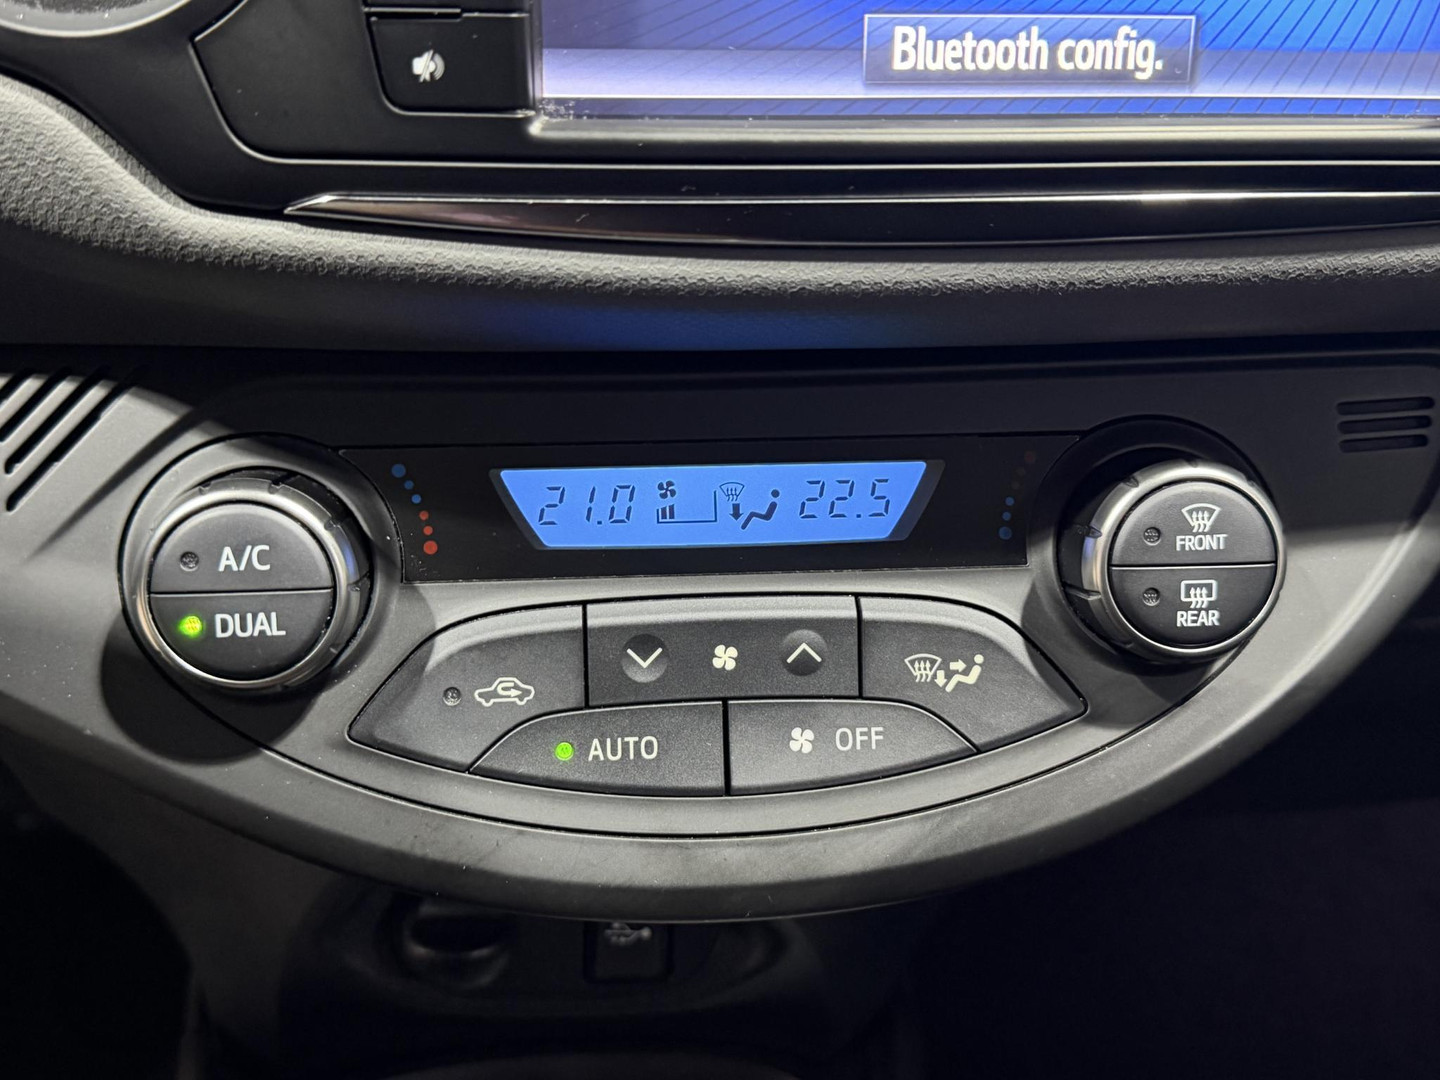 Bluetooth config.
21.0 22.5
A/C
DUAL
FRONT
REAR
AUTO
OFF